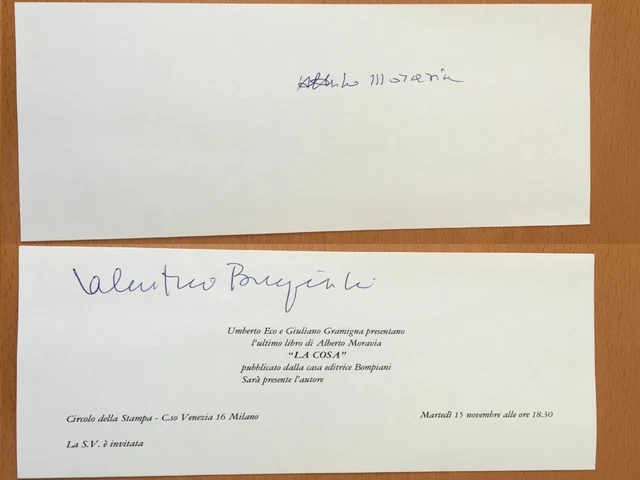 Alberto Moravia
Valentino Bompiani
Umberto Eco e Giuliano Gramigna presentano
l'ultimo libro di Alberto Moravia
“LA COSA”
pubblicato dalla casa editrice Bompiani
Sarà presente l'autore
Circolo della Stampa - C.so Venezia 16 Milano
Martedì 15 novembre alle ore 18.30
La S.V. è invitata